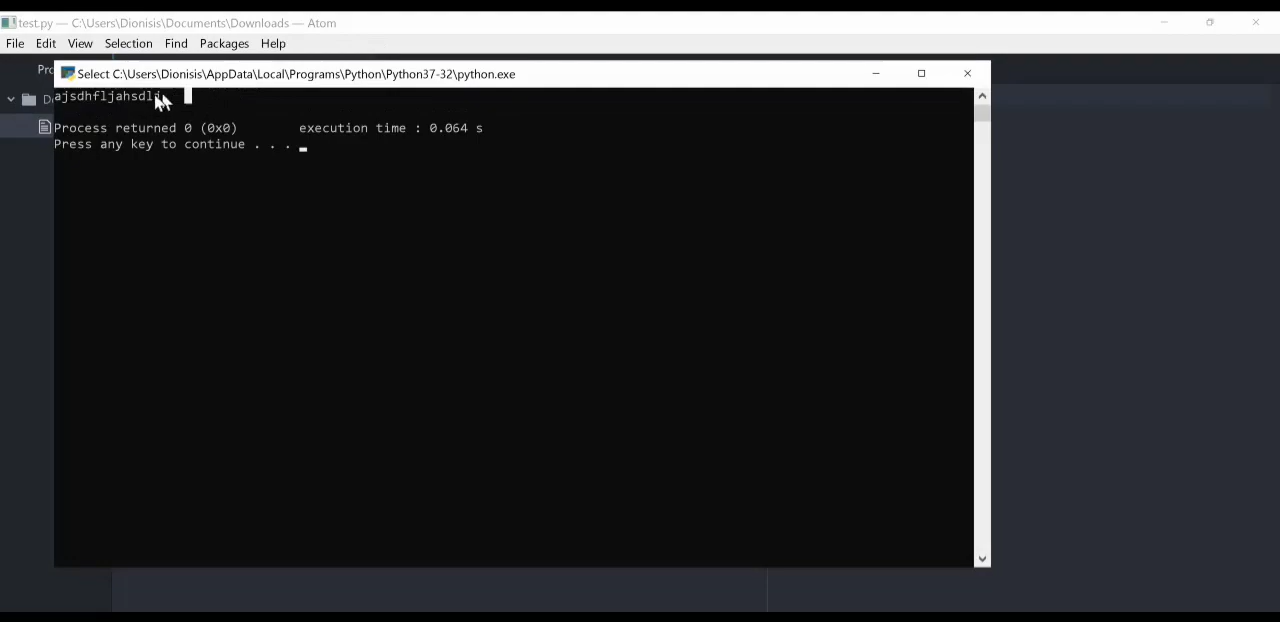 test.py — C:\Users\Dionisis\Documents\Downloads — Atom
File Edit View Selection Find Packages Help
Select C:\Users\Dionisis\AppData\Local\Programs\Python\Python37-32\python.exe
Process returned 0 (0x0) execution time : 0.064 s
Press any key to continue . . .